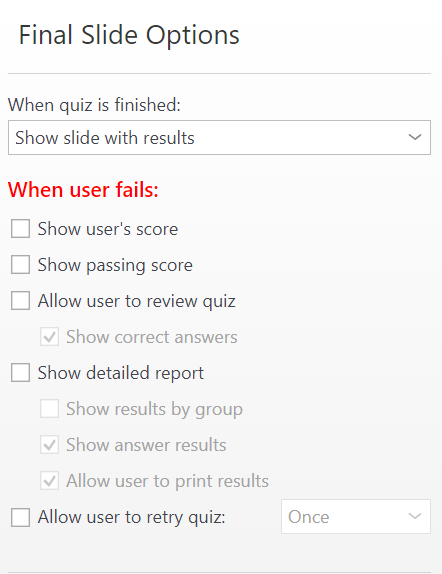 Final Slide Options
When quiz is finished:
Show slide with results
When user fails:
Show user's score
Show passing score
Allow user to review quiz
Show correct answers
Show detailed report
Show results by group
Show answer results
Allow user to print results
Allow user to retry quiz: Once